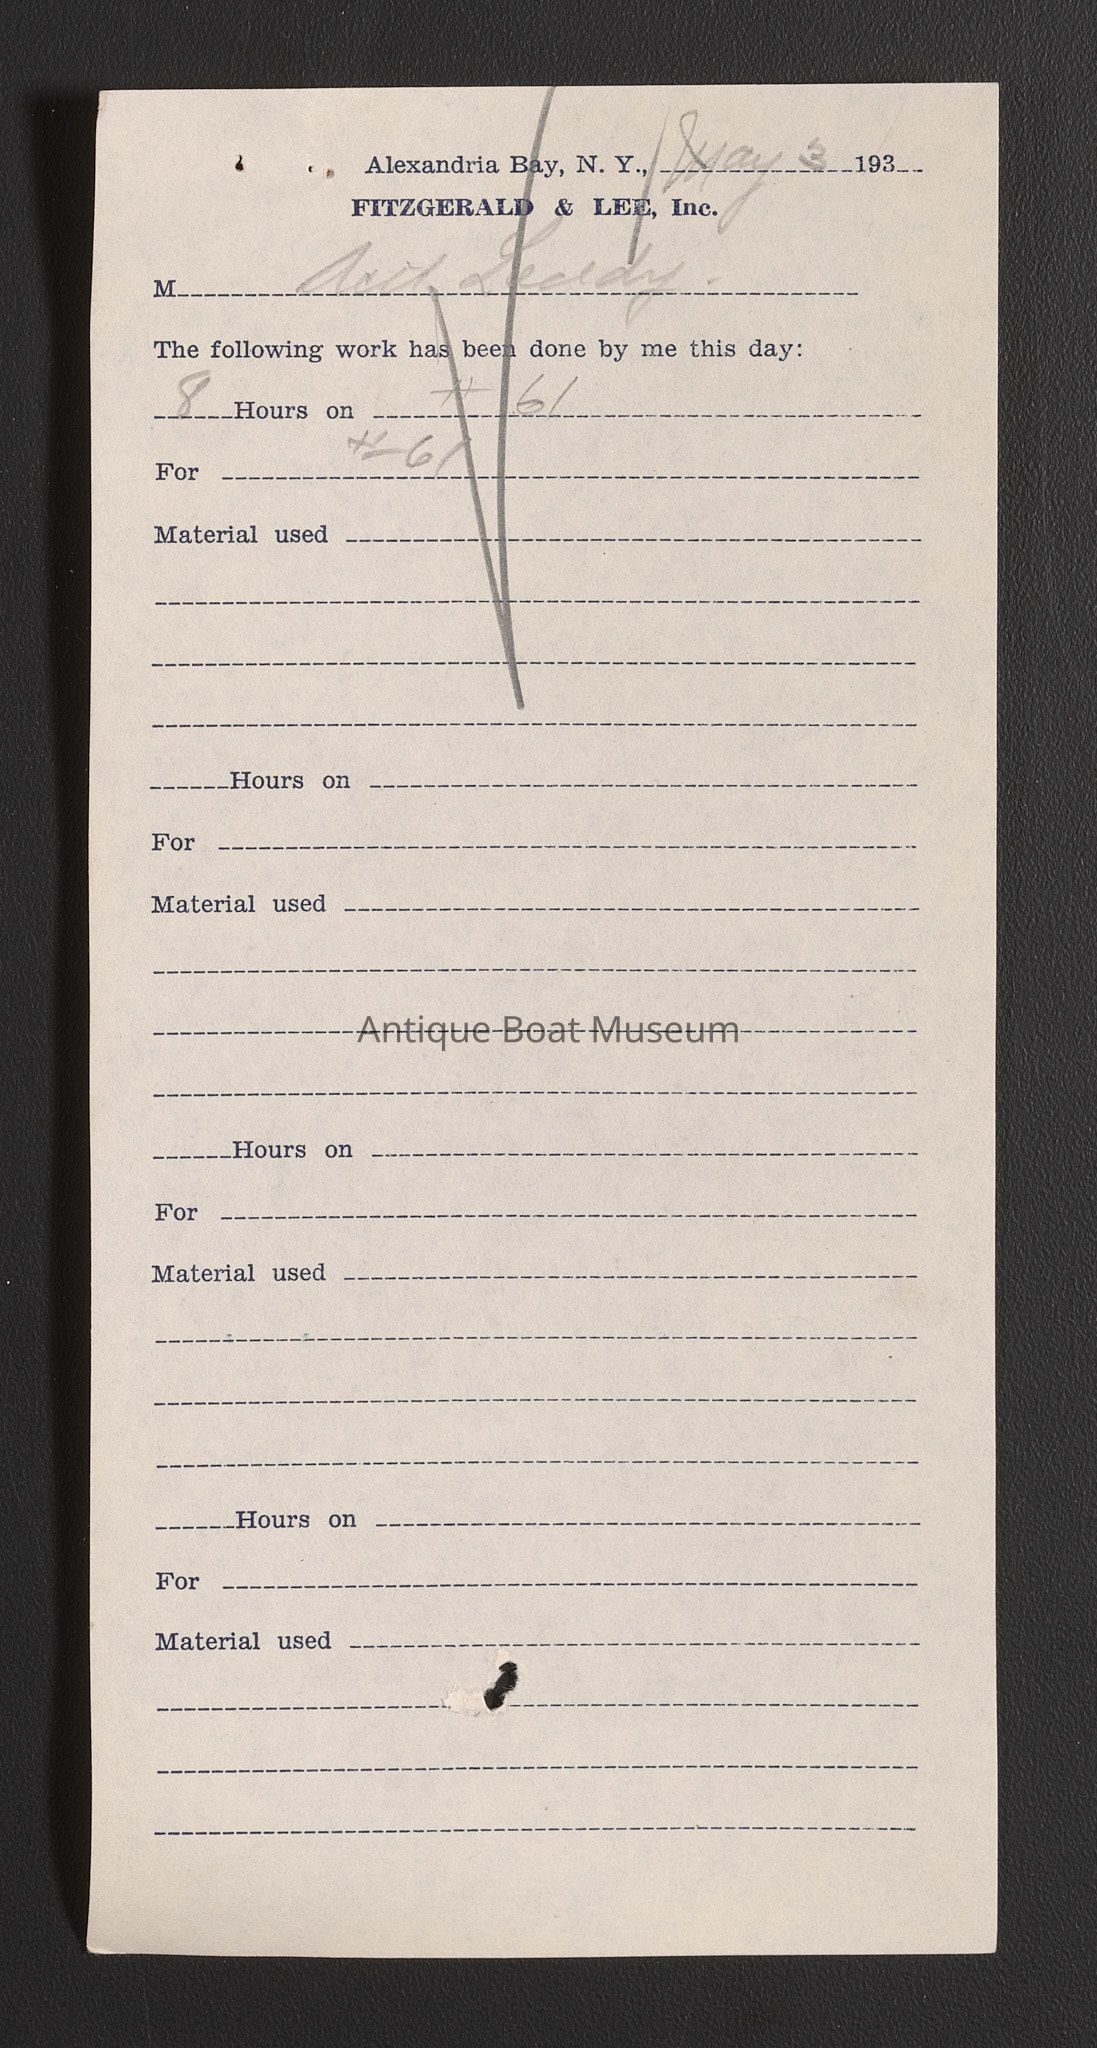 Alexandria Bay, N. Y., May 3 193
FITZGERALD & LEE, Inc.
M Leddy.
The following work has been done by me this day:
8 Hours on # 61
For # 61
Material used
Hours on
For
Material used
Antique Boat Museum
Hours on
For
Material used
Hours on
For
Material used